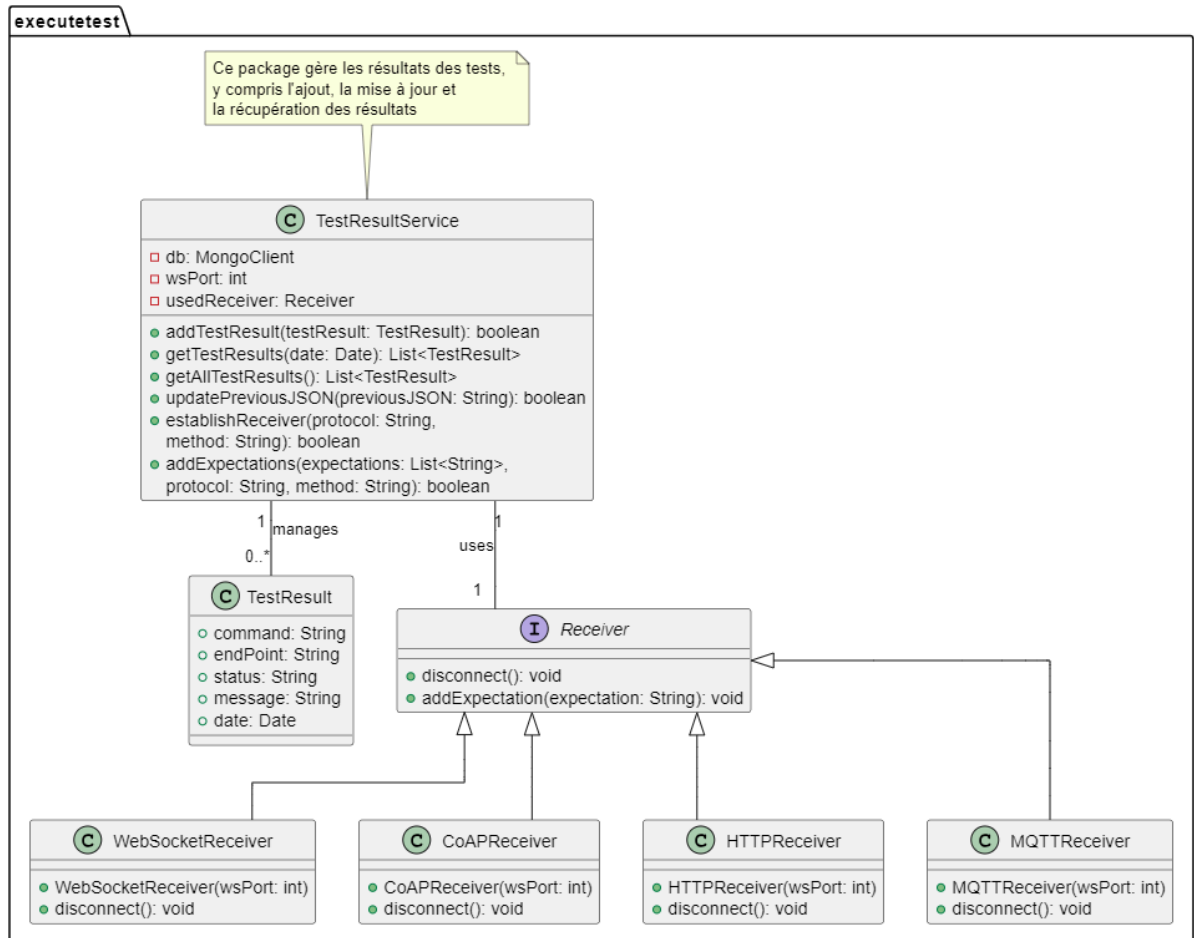 executetest
Ce package gère les résultats des tests,
y compris l'ajout, la mise à jour et
la récupération des résultats
C TestResultService
db: MongoClient
wsPort: int
usedReceiver: Receiver
addTestResult(testResult: TestResult): boolean
getTestResults(date: Date): List<TestResult>
getAllTestResults(): List<TestResult>
updatePreviousJSON(previousJSON: String): boolean
establishReceiver(protocol: String,
method: String): boolean
addExpectations(expectations: List<String>,
protocol: String, method: String): boolean
1
manages
0..*
1
uses
1
C TestResult
command: String
endPoint: String
status: String
message: String
date: Date
I Receiver
disconnect(): void
addExpectation(expectation: String): void
C WebSocketReceiver
WebSocketReceiver(wsPort: int)
disconnect(): void
C CoAPReceiver
CoAPReceiver(wsPort: int)
disconnect(): void
C HTTPReceiver
HTTPReceiver(wsPort: int)
disconnect(): void
C MQTTReceiver
MQTTReceiver(wsPort: int)
disconnect(): void